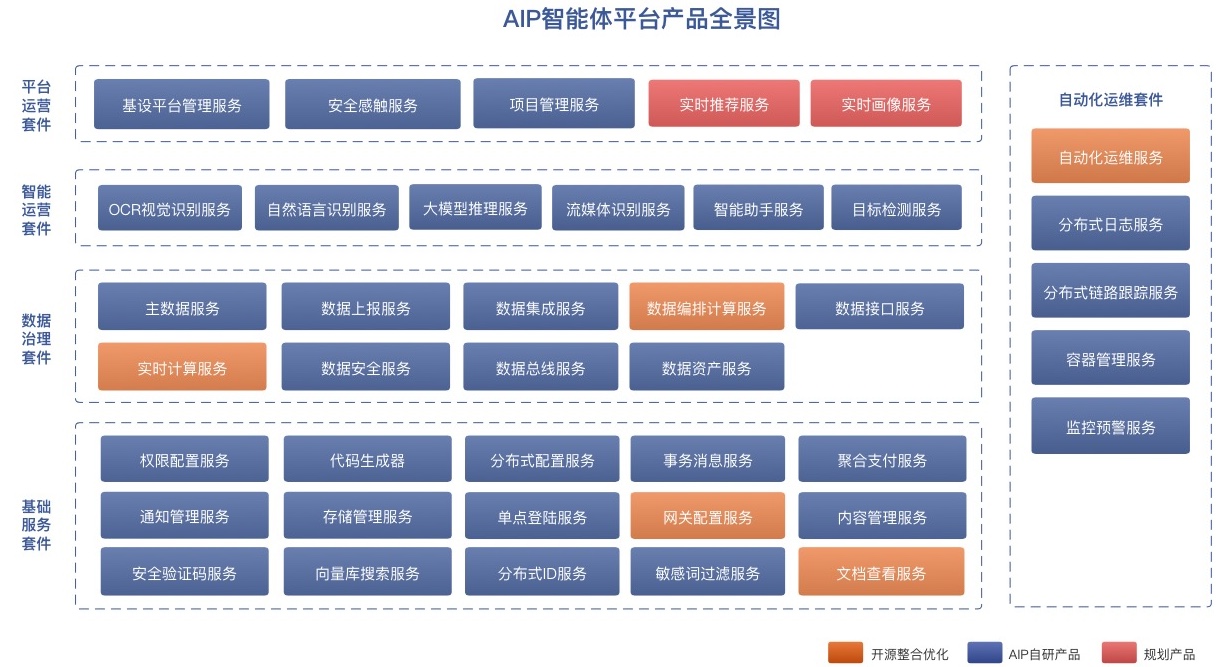 AIP智能体平台产品全景图
平台
运营
套件
基设平台管理服务
安全感触服务
项目管理服务
实时推荐服务
实时画像服务
智能
运营
套件
OCR视觉识别服务
自然语言识别服务
大模型推理服务
流媒体识别服务
智能助手服务
目标检测服务
数据
治理
套件
主数据服务
数据上报服务
数据集成服务
数据编排计算服务
数据接口服务
实时计算服务
数据安全服务
数据总线服务
数据资产服务
基础
服务
套件
权限配置服务
代码生成器
分布式配置服务
事务消息服务
聚合支付服务
通知管理服务
存储管理服务
单点登陆服务
网关配置服务
内容管理服务
安全验证码服务
向量库搜索服务
分布式ID服务
敏感词过滤服务
文档查看服务
自动化运维套件
自动化运维服务
分布式日志服务
分布式链路跟踪服务
容器管理服务
监控预警服务
开源整合优化
AIP自研产品
规划产品